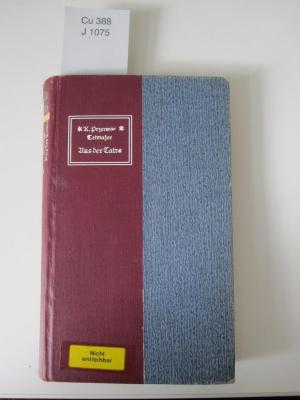 Cu 388
J 1075
* K. Przerwa *
Tetmajer
Aus der Tatra
Nicht
entleihbar